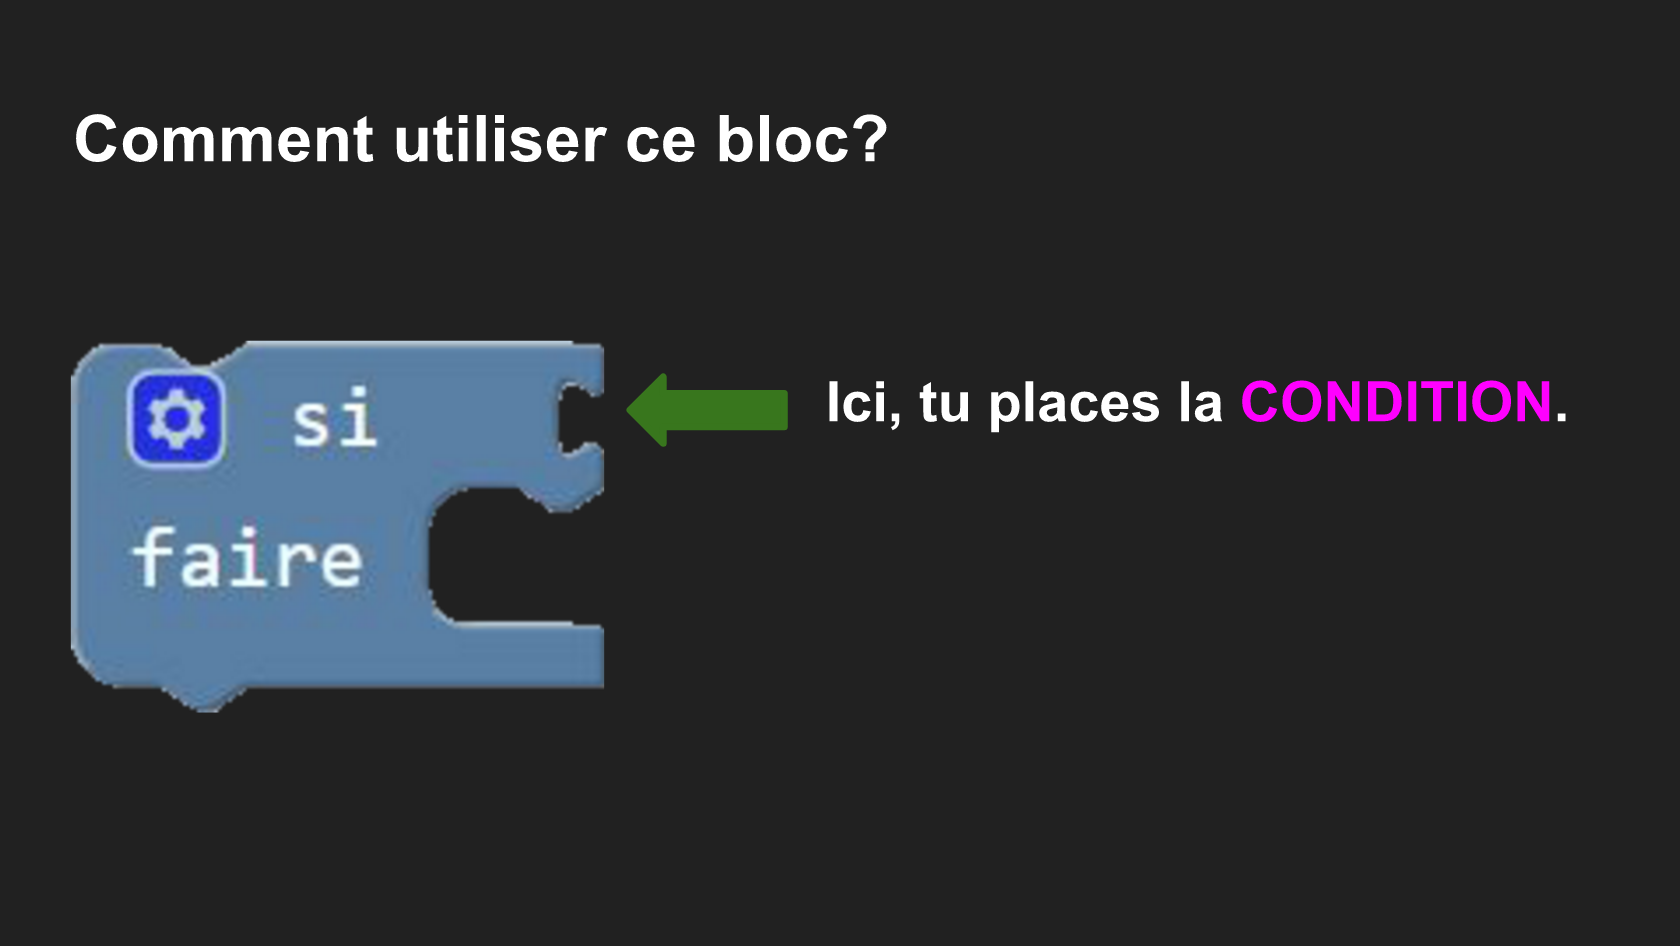 Comment utiliser ce bloc?
si
Ici, tu places la CONDITION.
faire